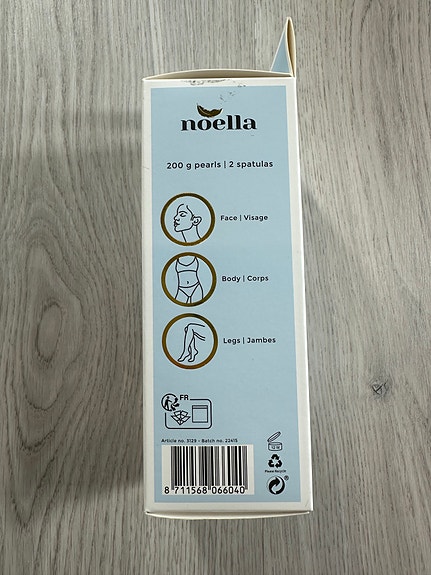 noella
200 g pearls | 2 spatulas
Face | Visage
Body | Corps
Legs | Jambes
FR
Article no. 3129 - Batch no. 22415
12 M
Please Recycle
8 711568 066040